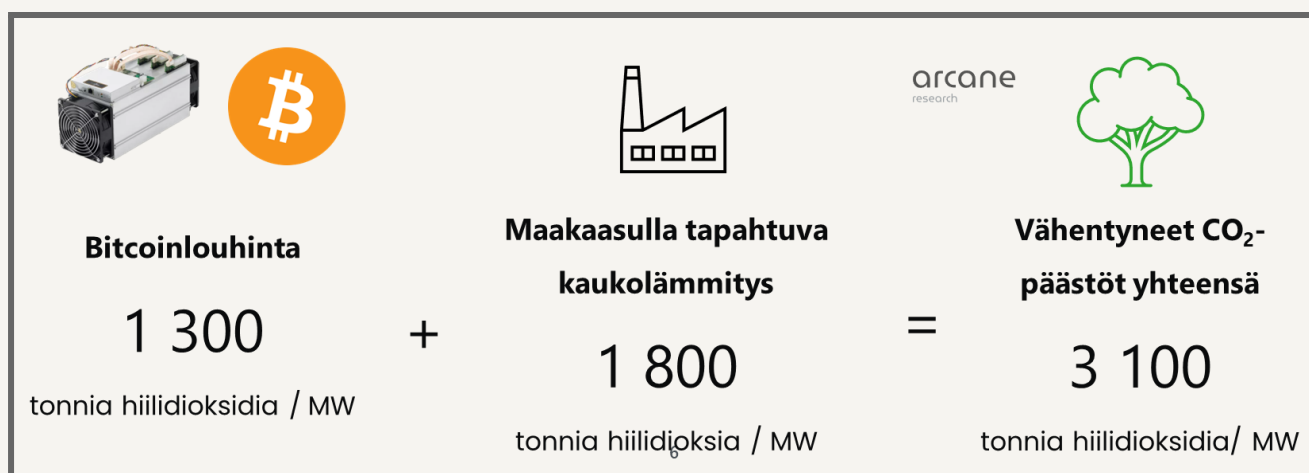 arcane
research
Bitcoinlouhinta
1 300
tonnia hiilidioksidia / MW
+
Maakaasulla tapahtuva
kaukolämmitys
1 800
tonnia hiilidioksia / MW
6
=
Vähentyneet CO₂-
päästöt yhteensä
3 100
tonnia hiilidioksidia/ MW